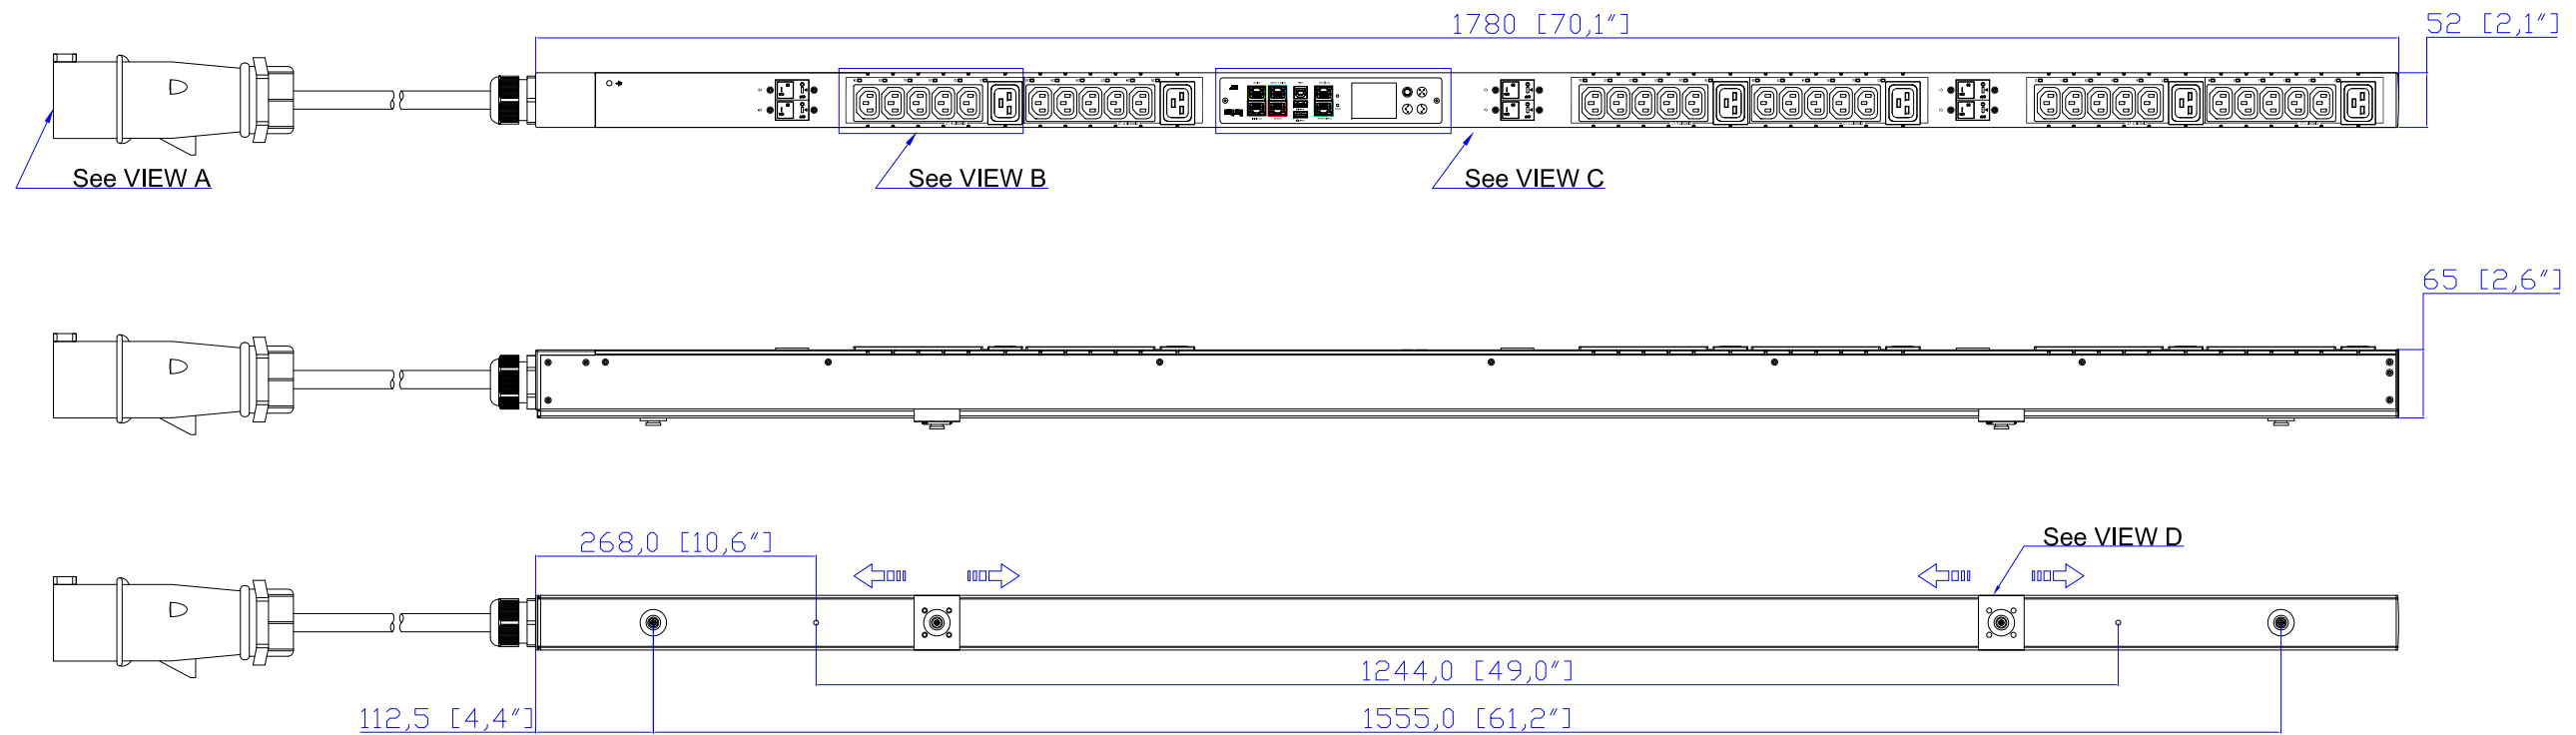 1780 [70,1"]
52 [2,1"]
See VIEW A
See VIEW B
See VIEW C
65 [2,6"]
See VIEW D
268,0 [10,6"]
1244,0 [49,0"]
112,5 [4,4"]
1555,0 [61,2"]